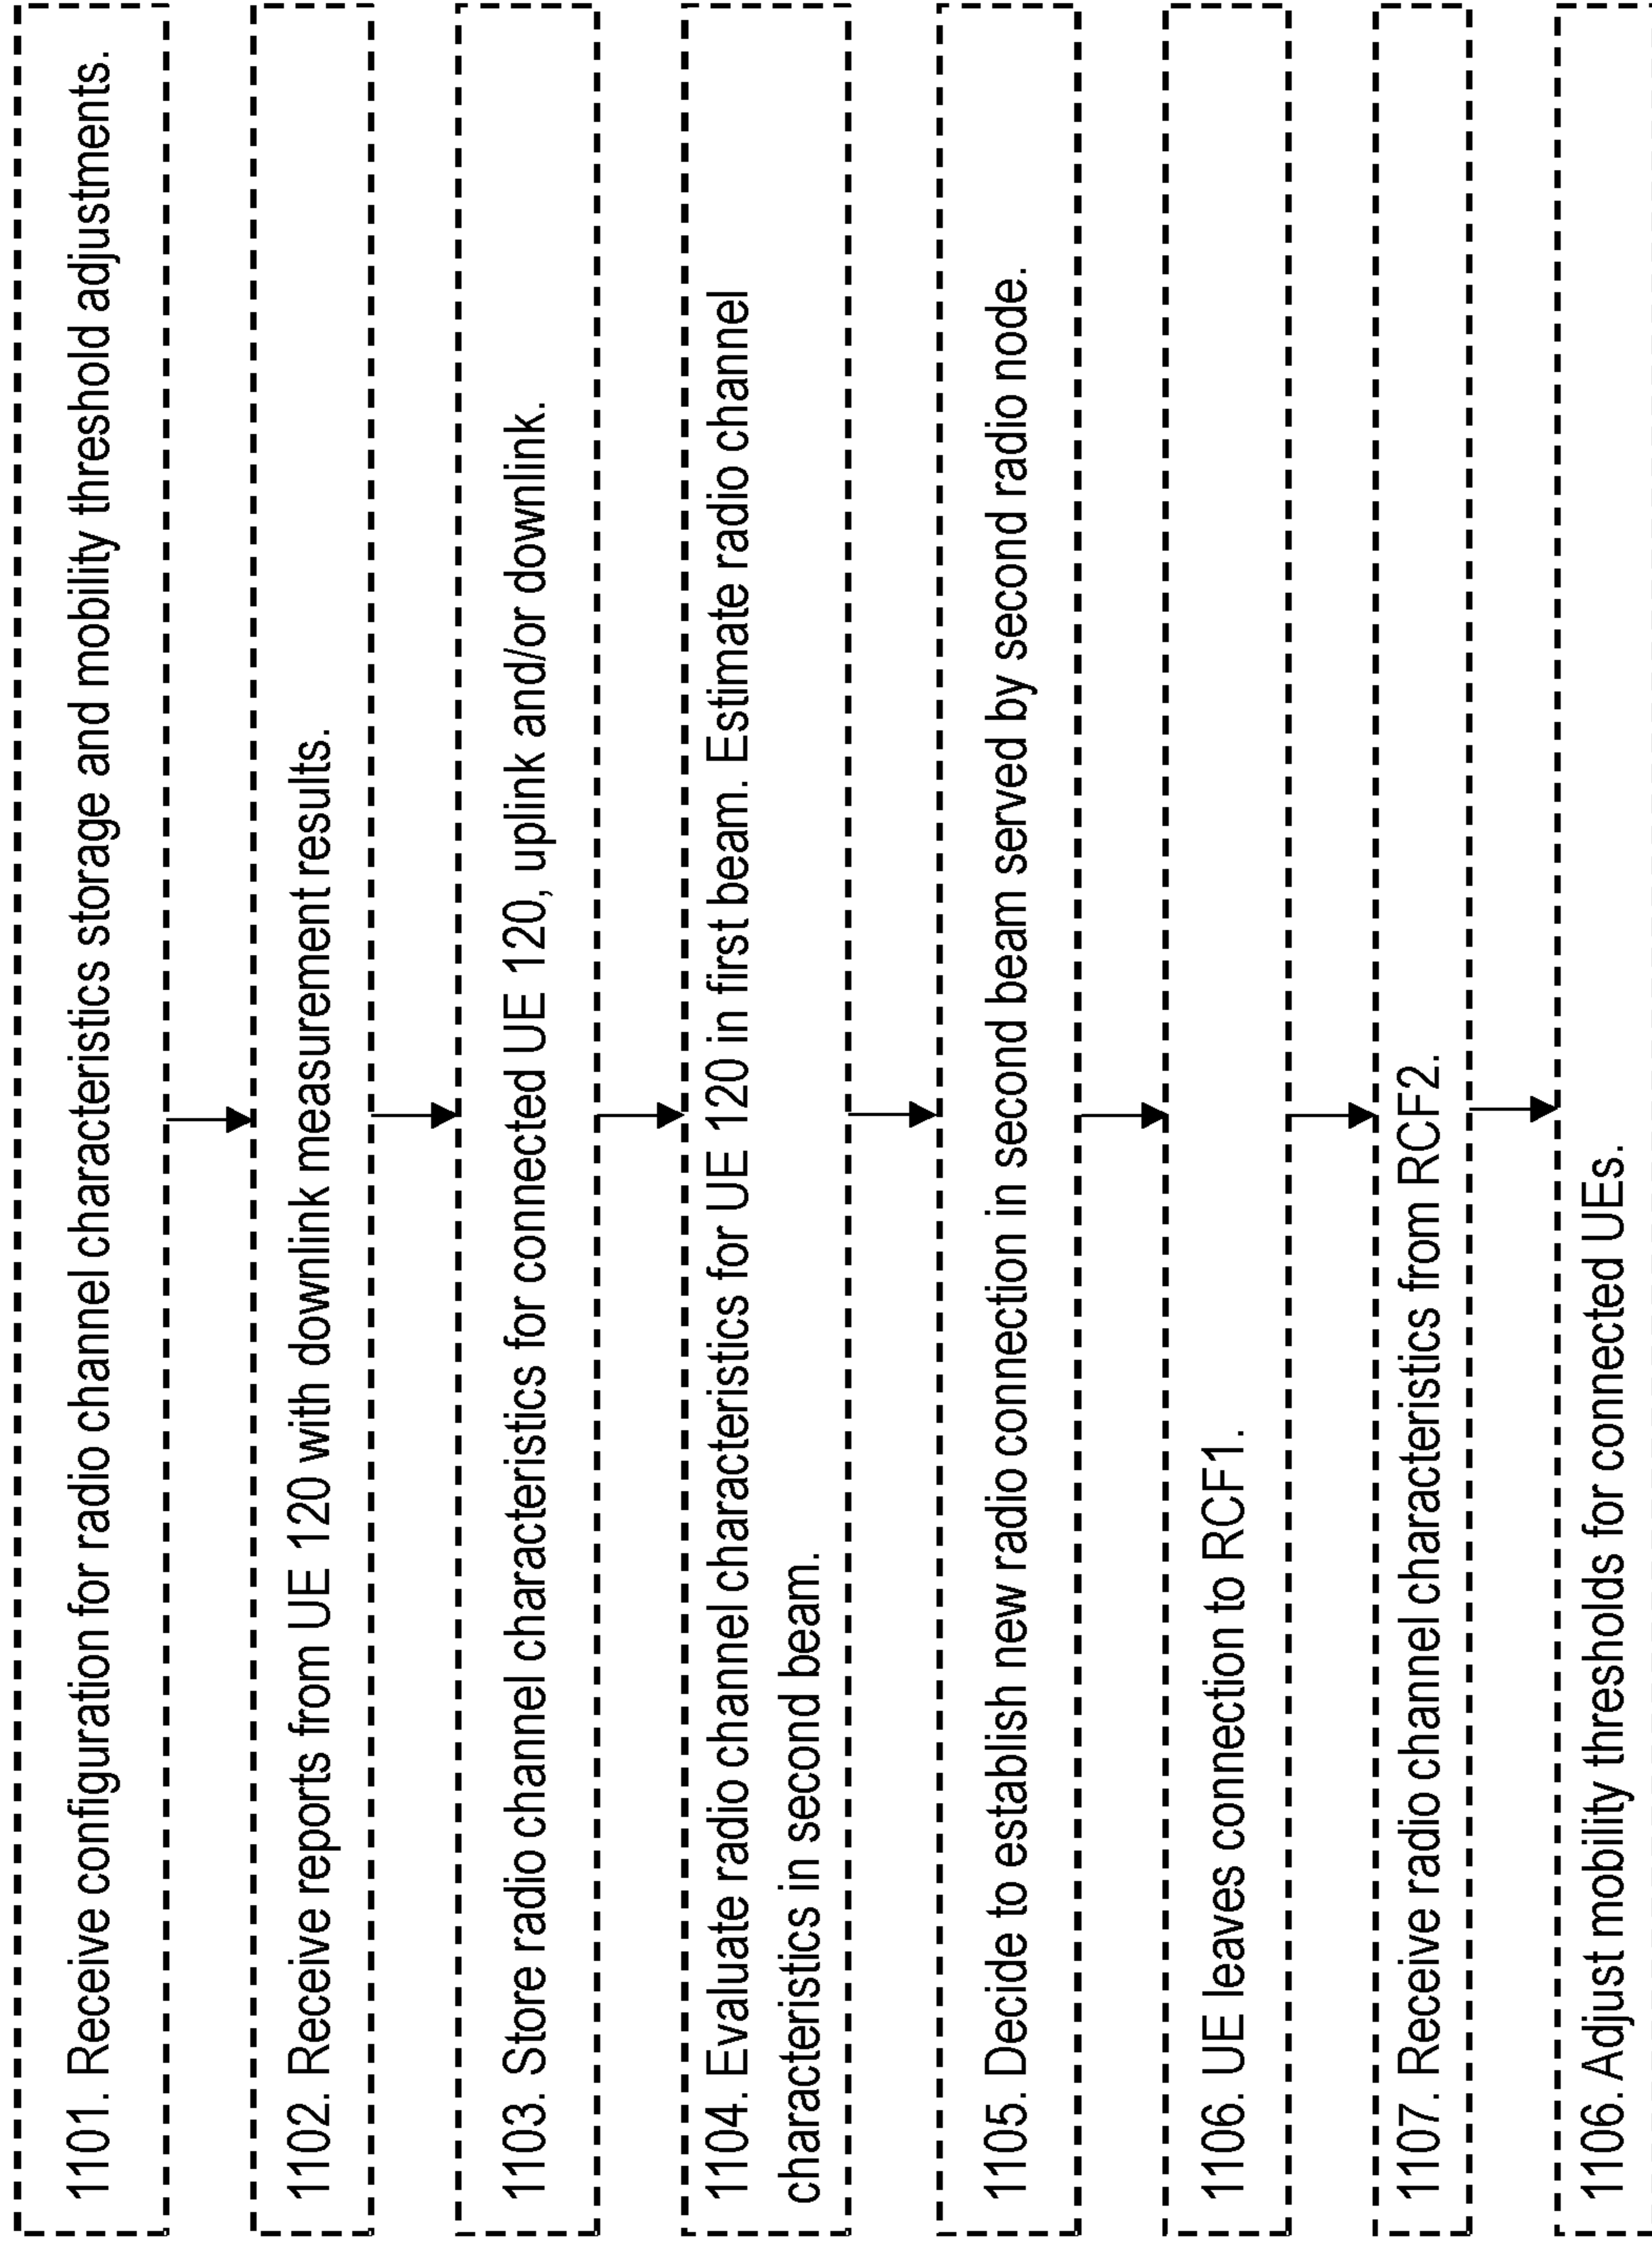 1101. Receive configuration for radio channel characteristics storage and mobility threshold adjustments.
1102. Receive reports from UE 120 with downlink measurement results.
1103. Store radio channel characteristics for connected UE 120, uplink and/or downlink.
1104. Evaluate radio channel characteristics for UE 120 in first beam. Estimate radio channel
characteristics in second beam.
1105. Decide to establish new radio connection in second beam served by second radio node.
1106. UE leaves connection to RCF1.
1107. Receive radio channel characteristics from RCF2.
1106. Adjust mobility thresholds for connected UEs.